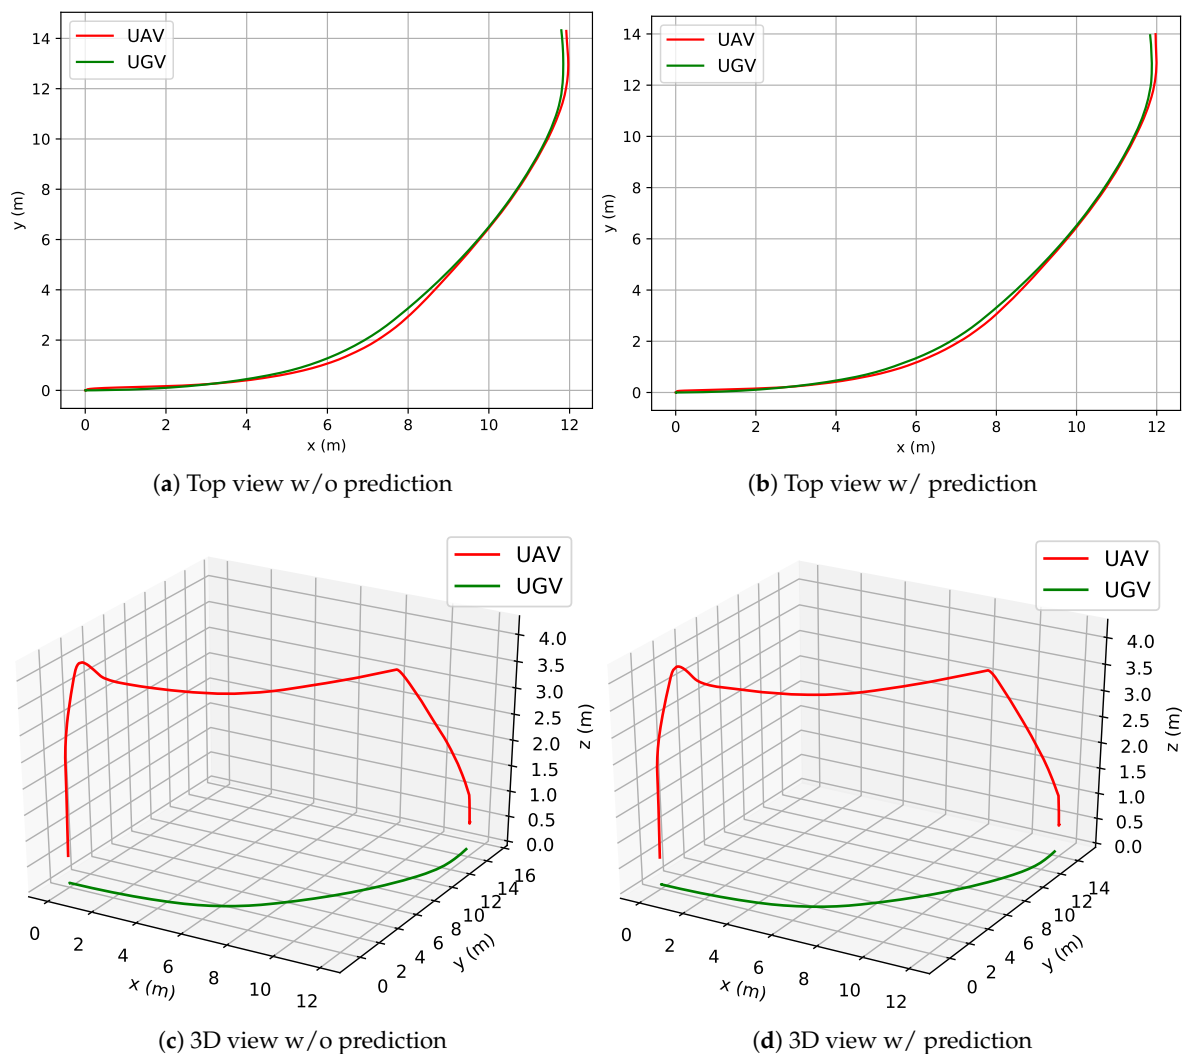 UAV
UGV
14
12
10
8
6
4
2
0
y (m)
0 2 4 6 8 10 12
x (m)
(a) Top view w/o prediction
UAV
UGV
14
12
10
8
6
4
2
0
y (m)
0 2 4 6 8 10 12
x (m)
(b) Top view w/ prediction
UAV
UGV
4.0
3.5
3.0
2.5
2.0
1.5
1.0
0.5
0.0
z (m)
0 2 4 6 8 10 12
x (m)
0 2 4 6 8 10 12 14 16
y (m)
(c) 3D view w/o prediction
UAV
UGV
4.0
3.5
3.0
2.5
2.0
1.5
1.0
0.5
0.0
z (m)
0 2 4 6 8 10 12
x (m)
0 2 4 6 8 10 12 14
y (m)
(d) 3D view w/ prediction